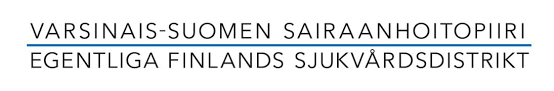 VARSINAIS-SUOMEN SAIRAANHOITOPIIRI
EGENTLIGA FINLANDS SJUKVÅRDSDISTRIKT